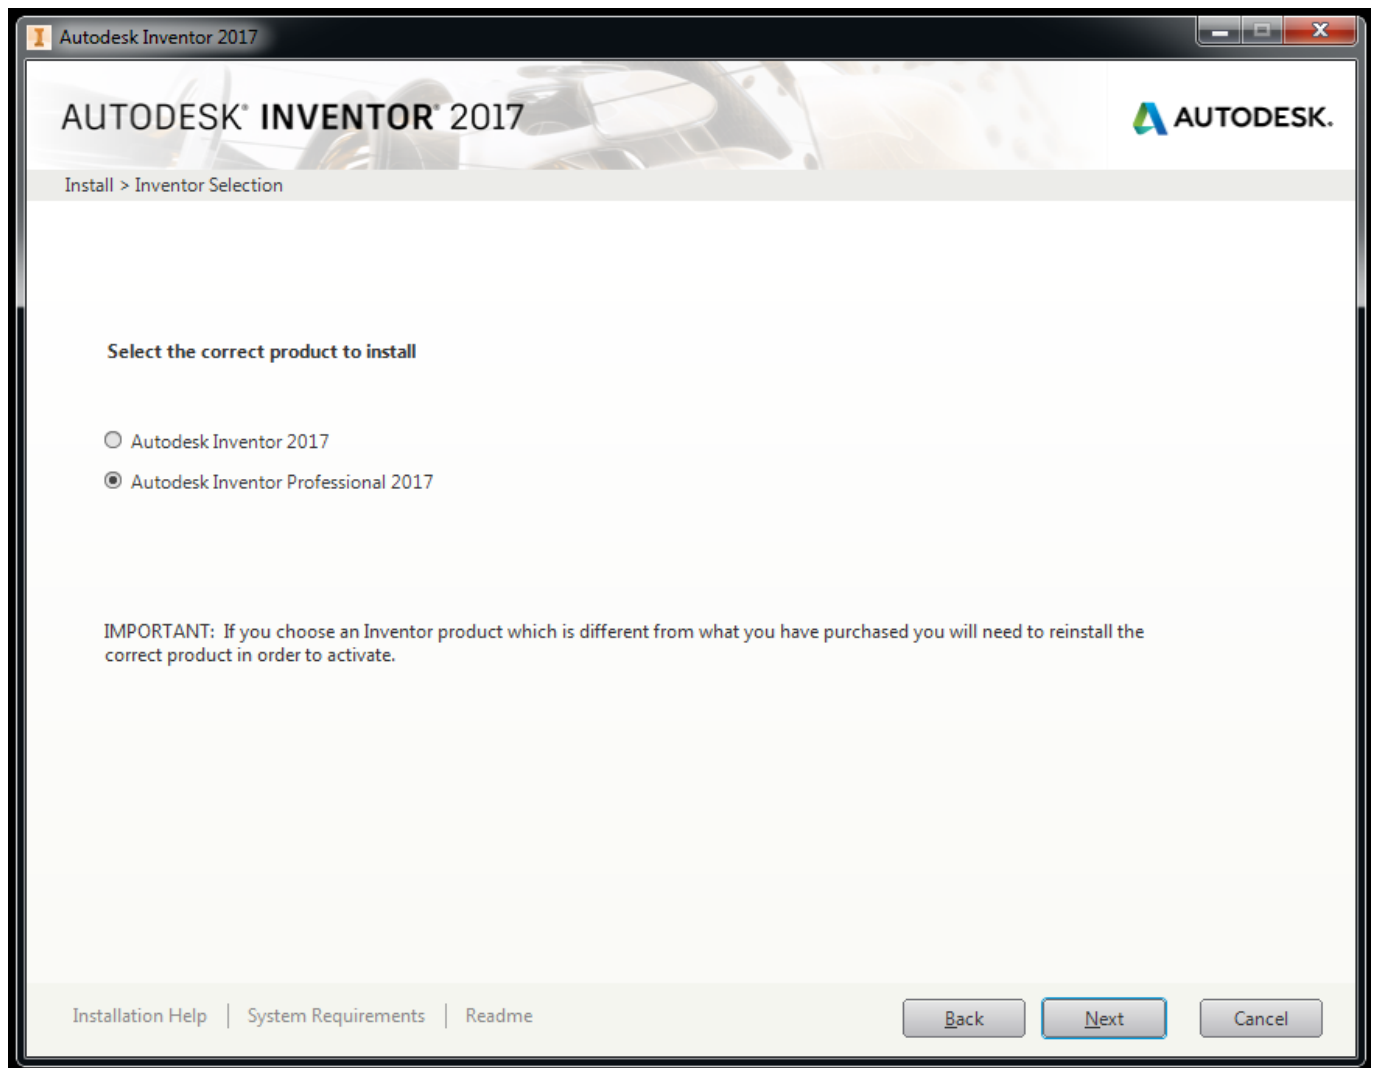 Autodesk Inventor 2017
AUTODESK® INVENTOR® 2017
AUTODESK.
Install > Inventor Selection
Select the correct product to install
Autodesk Inventor 2017
Autodesk Inventor Professional 2017
IMPORTANT:  If you choose an Inventor product which is different from what you have purchased you will need to reinstall the
correct product in order to activate.
Installation Help | System Requirements | Readme
Back
Next
Cancel